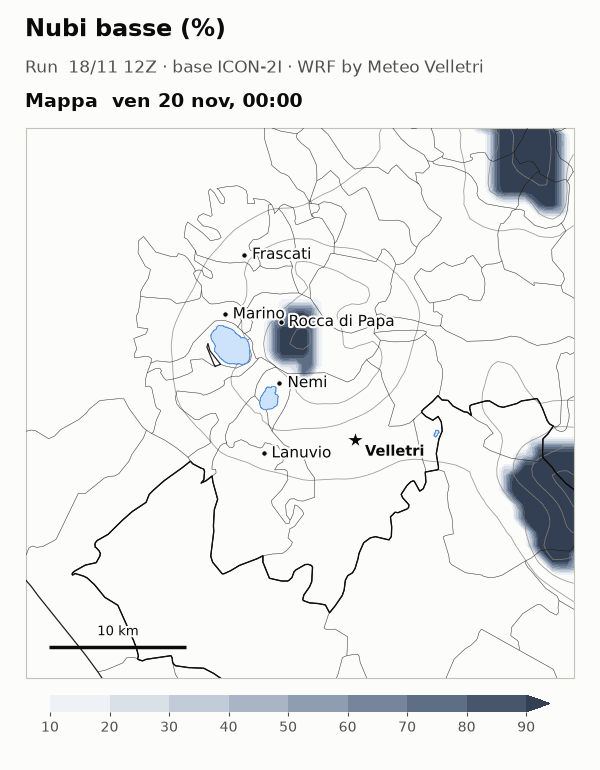 Nubi basse (%)
Run  18/11 12Z · base ICON-2I · WRF by Meteo Velletri
Mappa  ven 20 nov, 00:00
Frascati
Marino
Rocca di Papa
Nemi
Velletri
Lanuvio
10 km
10 20 30 40 50 60 70 80 90